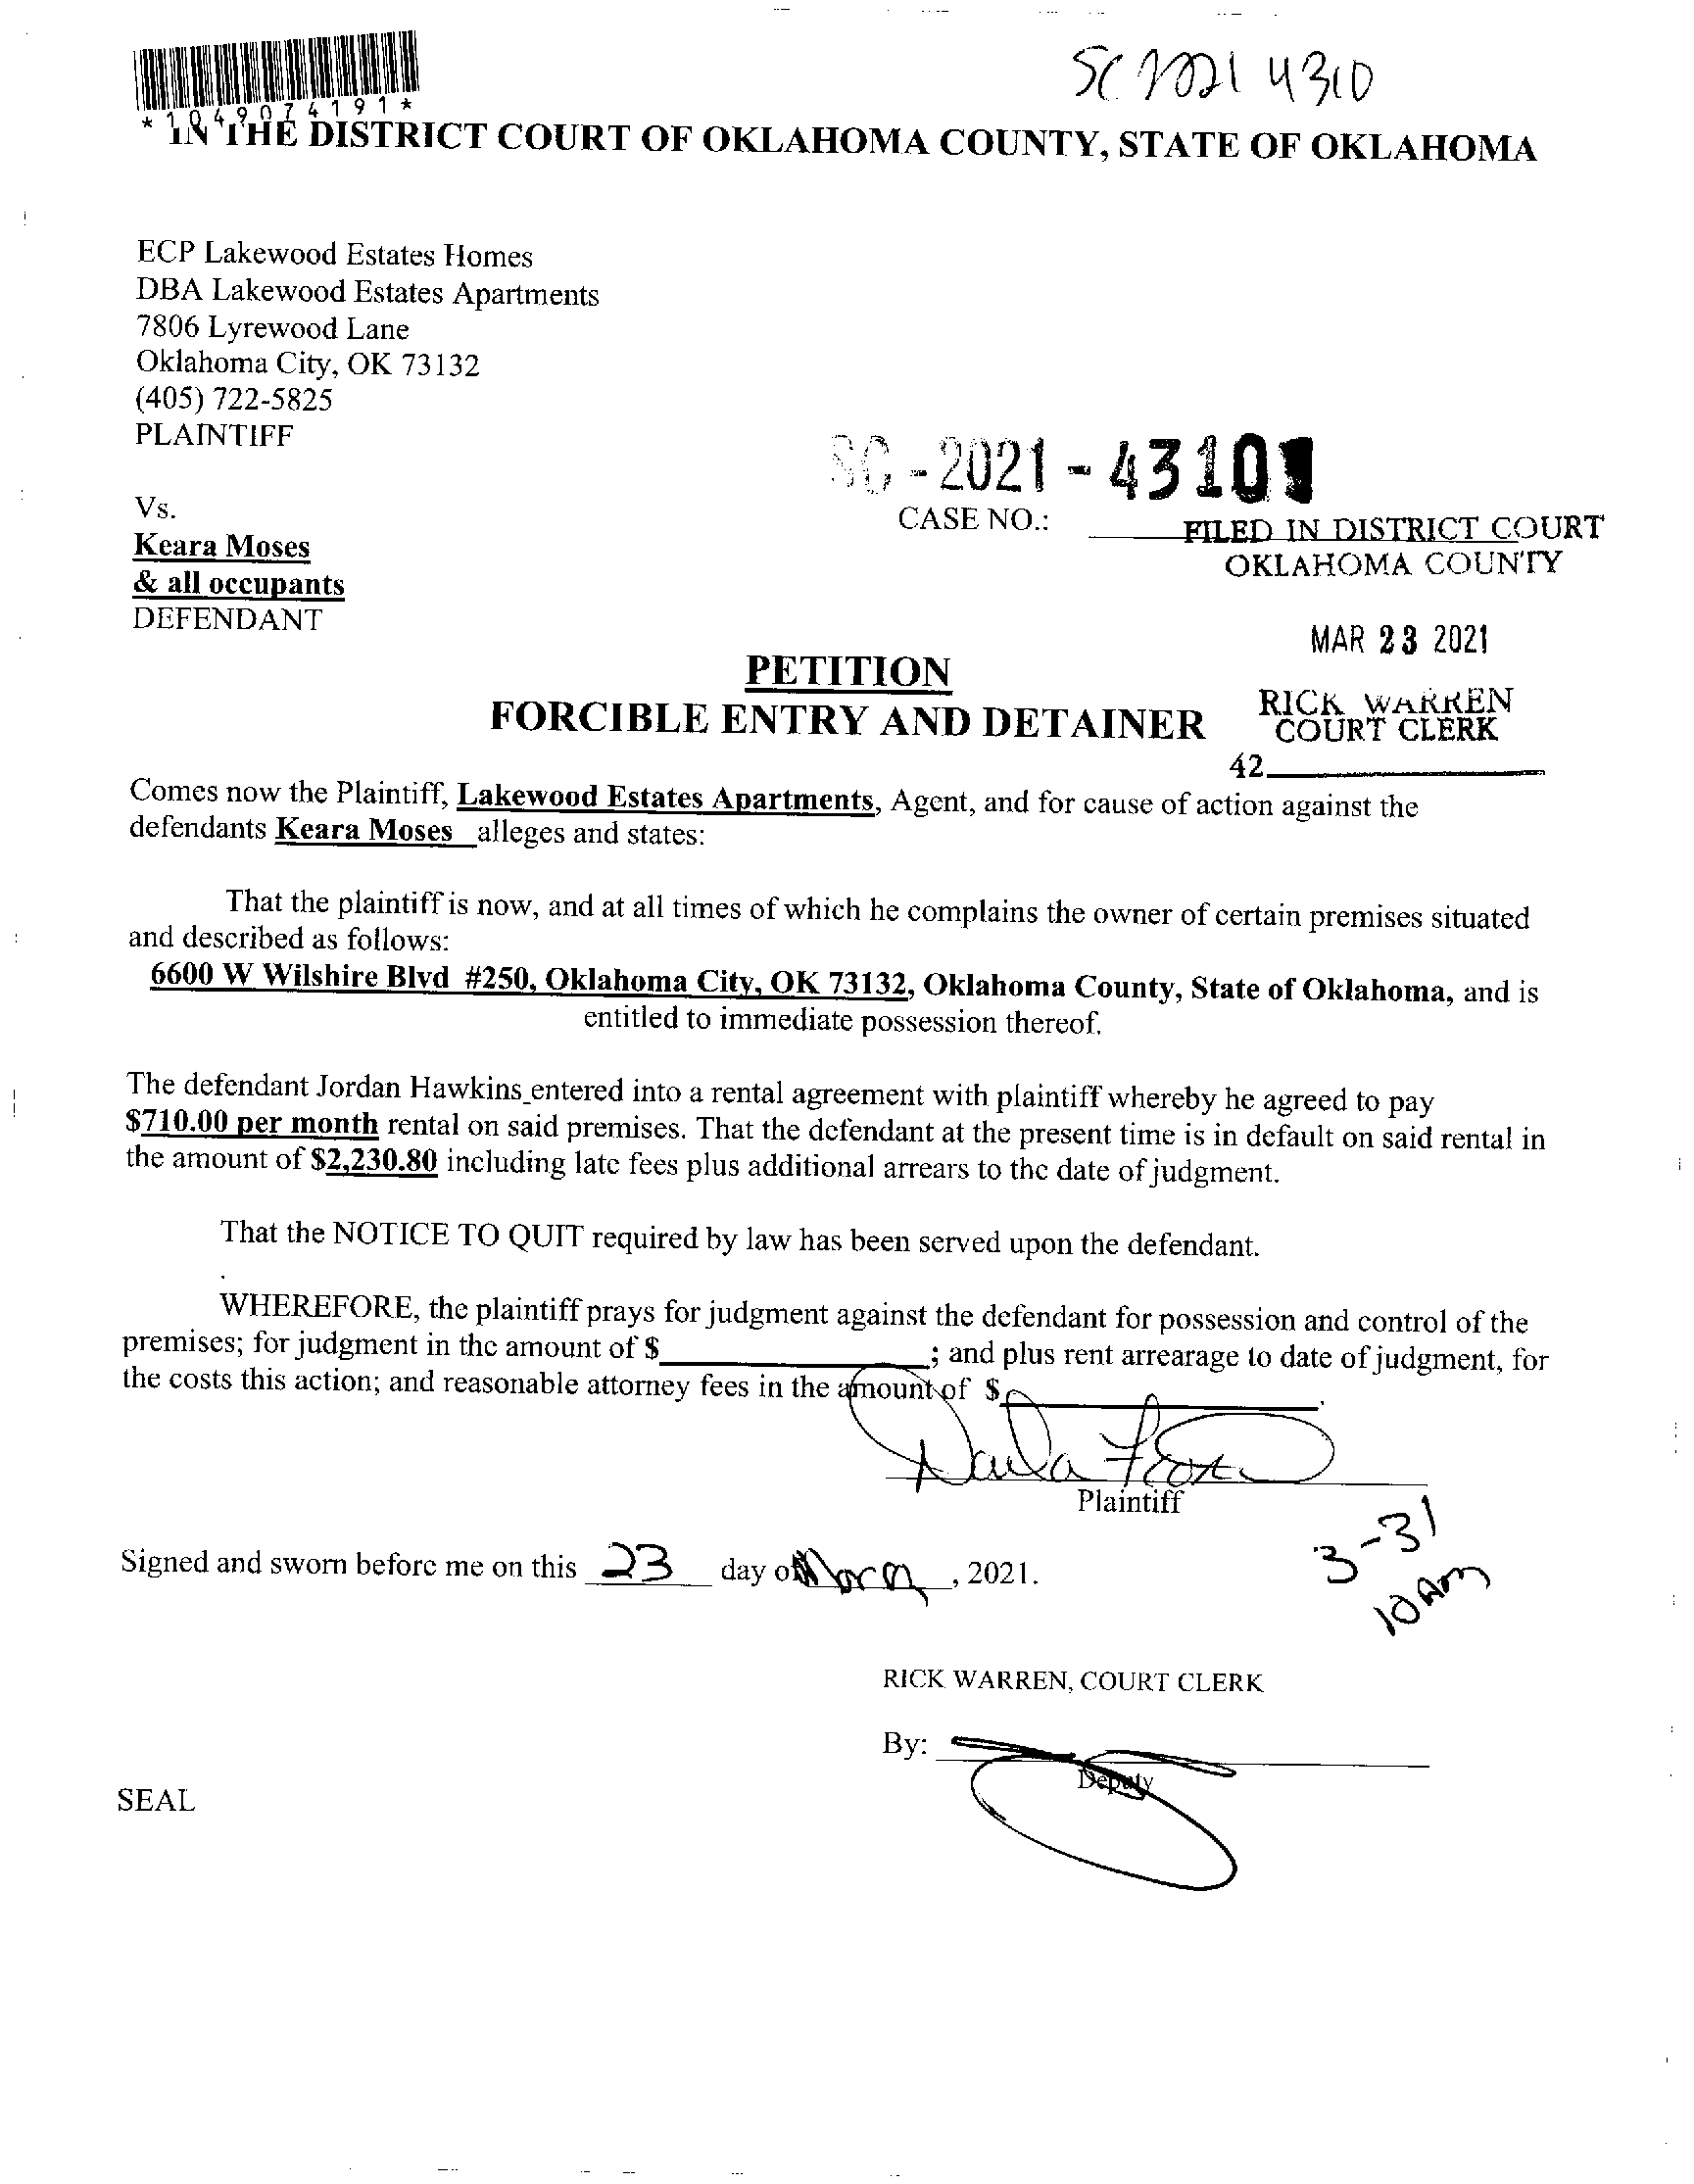 SC 2021 4310
*1049074191*
IN THE DISTRICT COURT OF OKLAHOMA COUNTY, STATE OF OKLAHOMA
ECP Lakewood Estates Homes
DBA Lakewood Estates Apartments
7806 Lyrewood Lane
Oklahoma City, OK 73132
(405) 722-5825
PLAINTIFF
SC - 2021 - 4310
Vs.
CASE NO.:
Keara Moses
& all occupants
DEFENDANT
FILED IN DISTRICT COURT
OKLAHOMA COUNTY
MAR 23 2021
RICK WARREN
COURT CLERK
42
PETITION
FORCIBLE ENTRY AND DETAINER
Comes now the Plaintiff, Lakewood Estates Apartments, Agent, and for cause of action against the
defendants Keara Moses alleges and states:
That the plaintiff is now, and at all times of which he complains the owner of certain premises situated
and described as follows:
6600 W Wilshire Blvd #250, Oklahoma City, OK 73132, Oklahoma County, State of Oklahoma, and is
entitled to immediate possession thereof.
The defendant Jordan Hawkins entered into a rental agreement with plaintiff whereby he agreed to pay
$710.00 per month rental on said premises. That the defendant at the present time is in default on said rental in
the amount of $2,230.80 including late fees plus additional arrears to the date of judgment.
That the NOTICE TO QUIT required by law has been served upon the defendant.
WHEREFORE, the plaintiff prays for judgment against the defendant for possession and control of the
premises; for judgment in the amount of $ ; and plus rent arrearage to date of judgment, for
the costs this action; and reasonable attorney fees in the amount of $ .
Plaintiff
3-31
10 Am
Signed and sworn before me on this 23 day of March, 2021.
RICK WARREN, COURT CLERK
By:
Deputy
SEAL